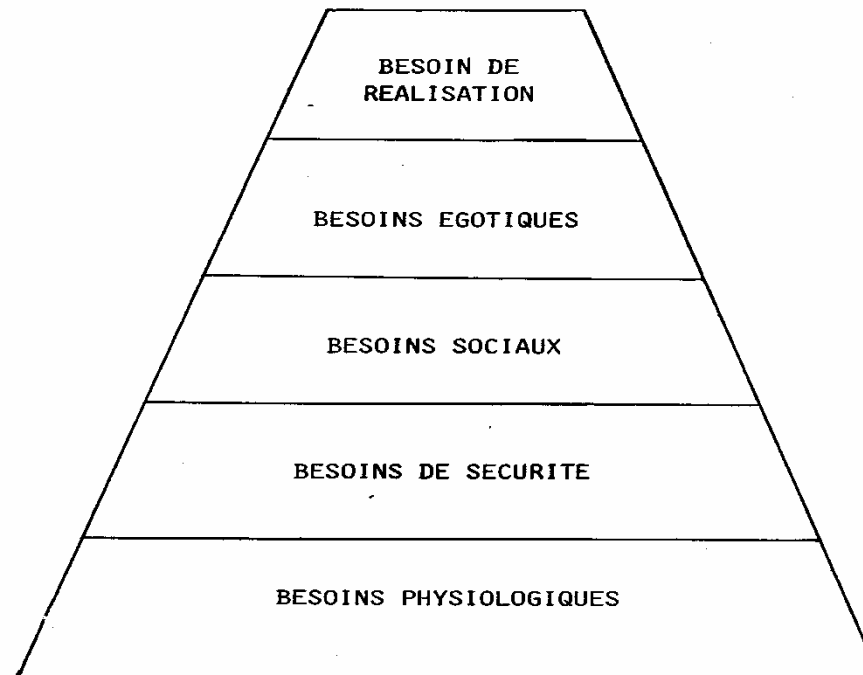 BESOIN DE
REALISATION
BESOINS EGOTIQUES
BESOINS SOCIAUX
BESOINS DE SECURITE
BESOINS PHYSIOLOGIQUES